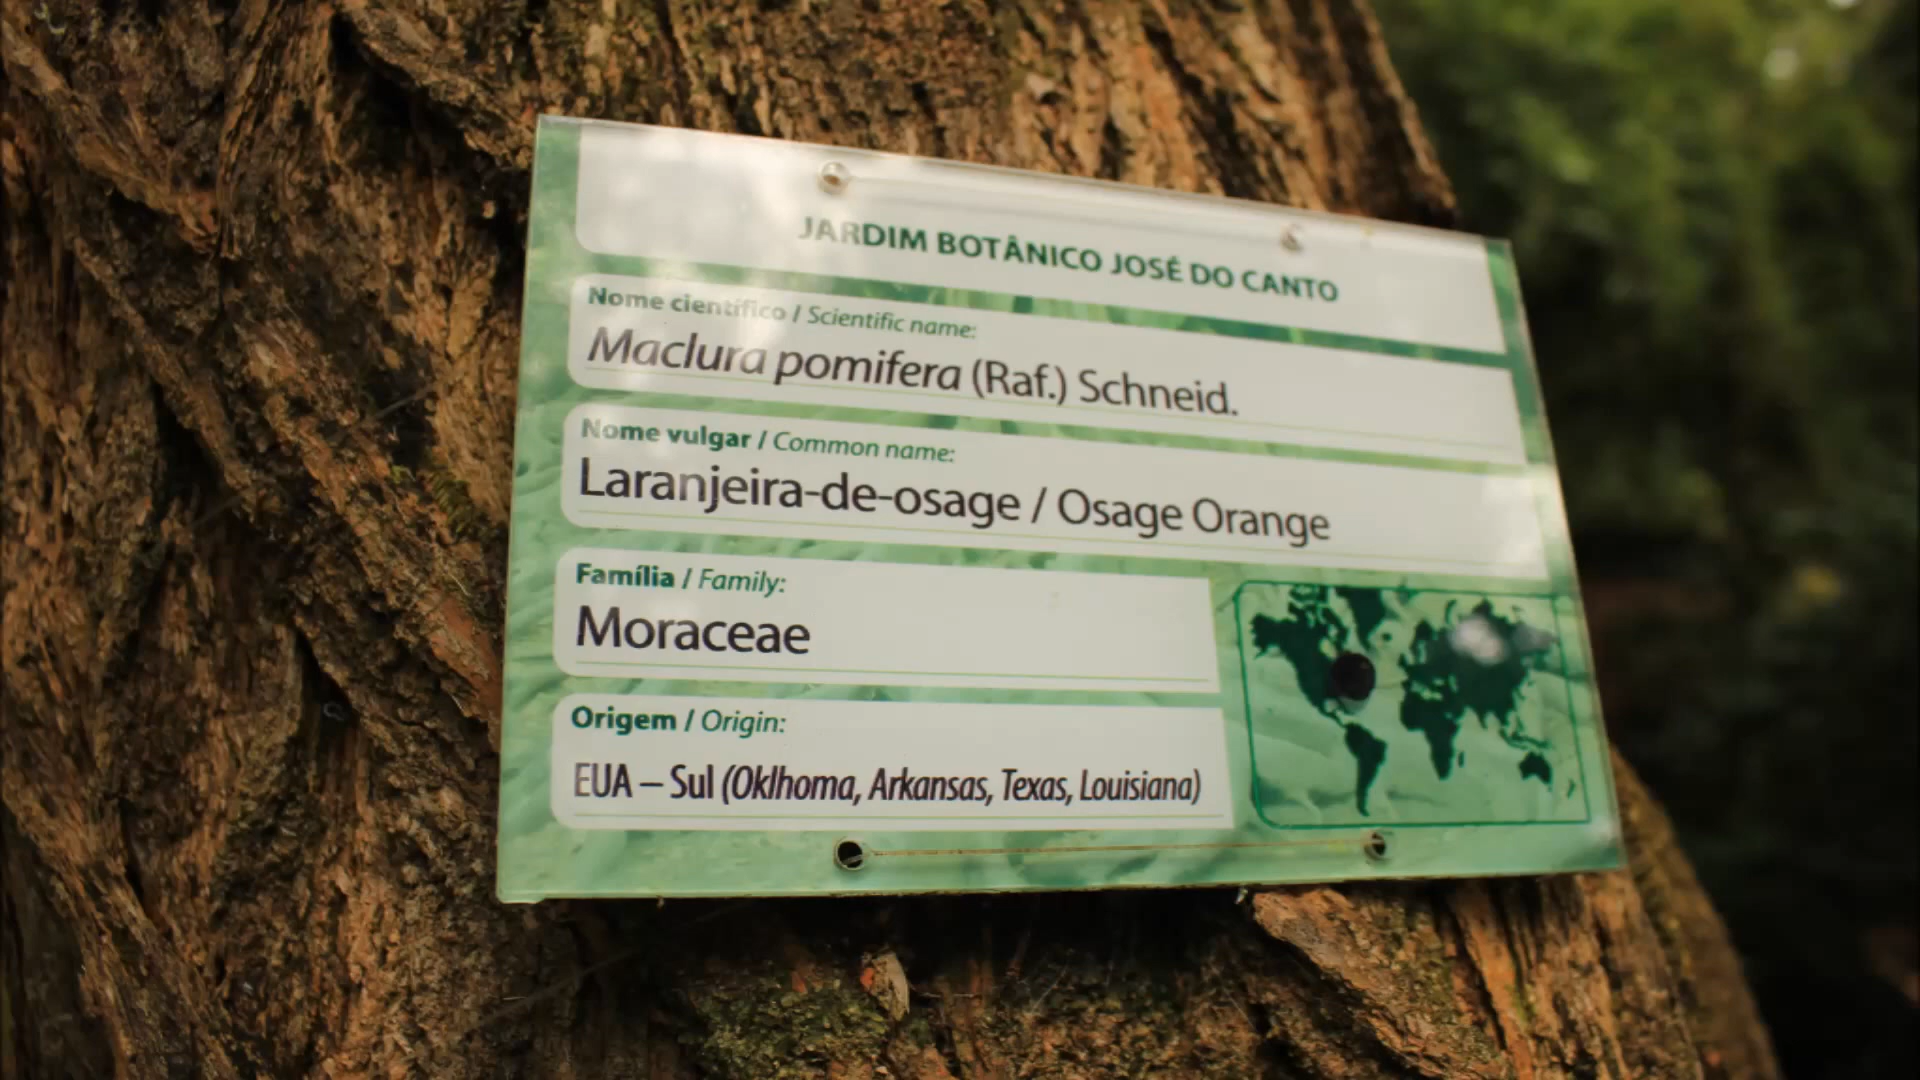 JARDIM BOTÂNICO JOSÉ DO CANTO
Nome científico / Scientific name:
Maclura pomifera (Raf.) Schneid.
Nome vulgar / Common name:
Laranjeira-de-osage / Osage Orange
Família / Family:
Moraceae
Origem / Origin:
EUA – Sul (Oklhoma, Arkansas, Texas, Louisiana)